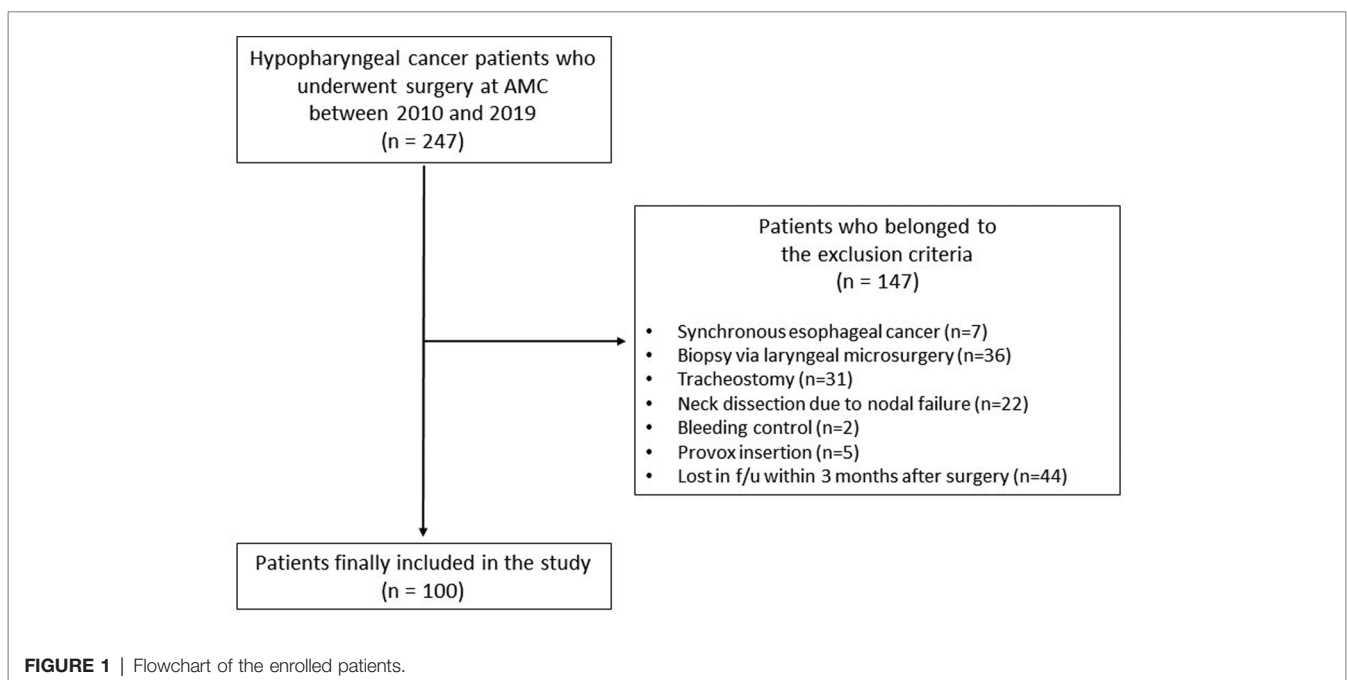 Hypopharyngeal cancer patients who
underwent surgery at AMC
between 2010 and 2019
(n = 247)
Patients who belonged to
the exclusion criteria
(n = 147)
• Synchronous esophageal cancer (n=7)
• Biopsy via laryngeal microsurgery (n=36)
• Tracheostomy (n=31)
• Neck dissection due to nodal failure (n=22)
• Bleeding control (n=2)
• Provox insertion (n=5)
• Lost in f/u within 3 months after surgery (n=44)
Patients finally included in the study
(n = 100)
FIGURE 1 | Flowchart of the enrolled patients.